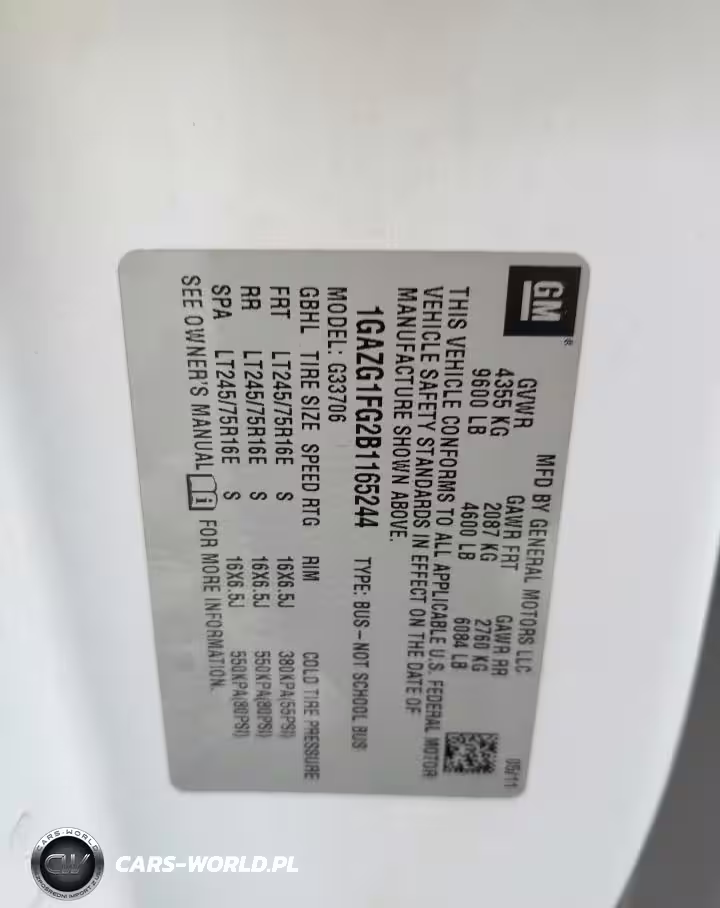 GM®
MFD BY GENERAL MOTORS LLC 05/11
GVWR GAWR FRT GAWR RR
4355 KG 2087 KG 2760 KG
9600 LB 4600 LB 6084 LB
THIS VEHICLE CONFORMS TO ALL APPLICABLE U.S. FEDERAL MOTOR
VEHICLE SAFETY STANDARDS IN EFFECT ON THE DATE OF
MANUFACTURE SHOWN ABOVE.
1GAZG1FG2B1165244 TYPE: BUS–NOT SCHOOL BUS
MODEL: G33706
GBHL TIRE SIZE SPEED RTG RIM COLD TIRE PRESSURE
FRT LT245/75R16E S 16X6.5J 380KPA(55PSI)
RR LT245/75R16E S 16X6.5J 550KPA(80PSI)
SPA LT245/75R16E S 16X6.5J 550KPA(80PSI)
SEE OWNER'S MANUAL i FOR MORE INFORMATION.
CARS-WORLD
CW
CARS-WORLD.PL